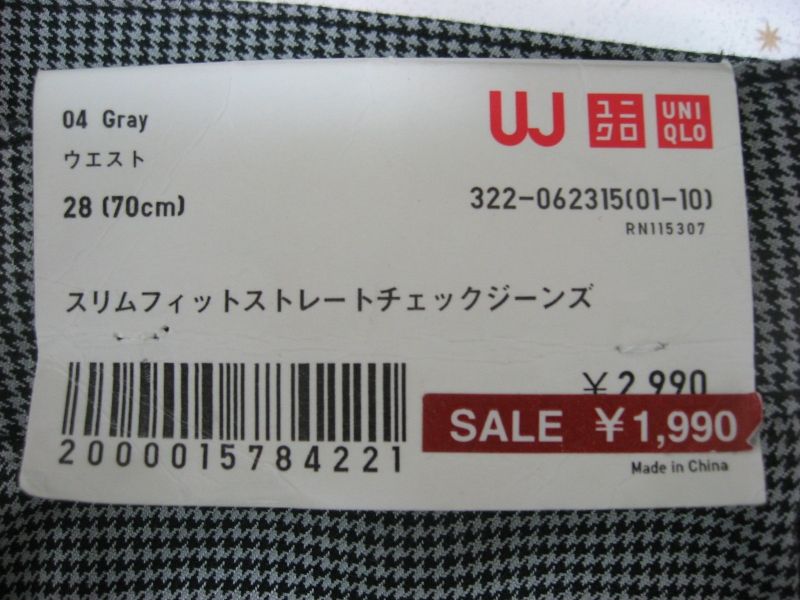 04 Gray
ウエスト
28 (70cm)
UJ ユニクロ UNIQLO
322-062315(01-10)
RN115307
スリムフィットストレートチェックジーンズ
¥2,990
SALE ¥1,990
2000015784221
Made in China